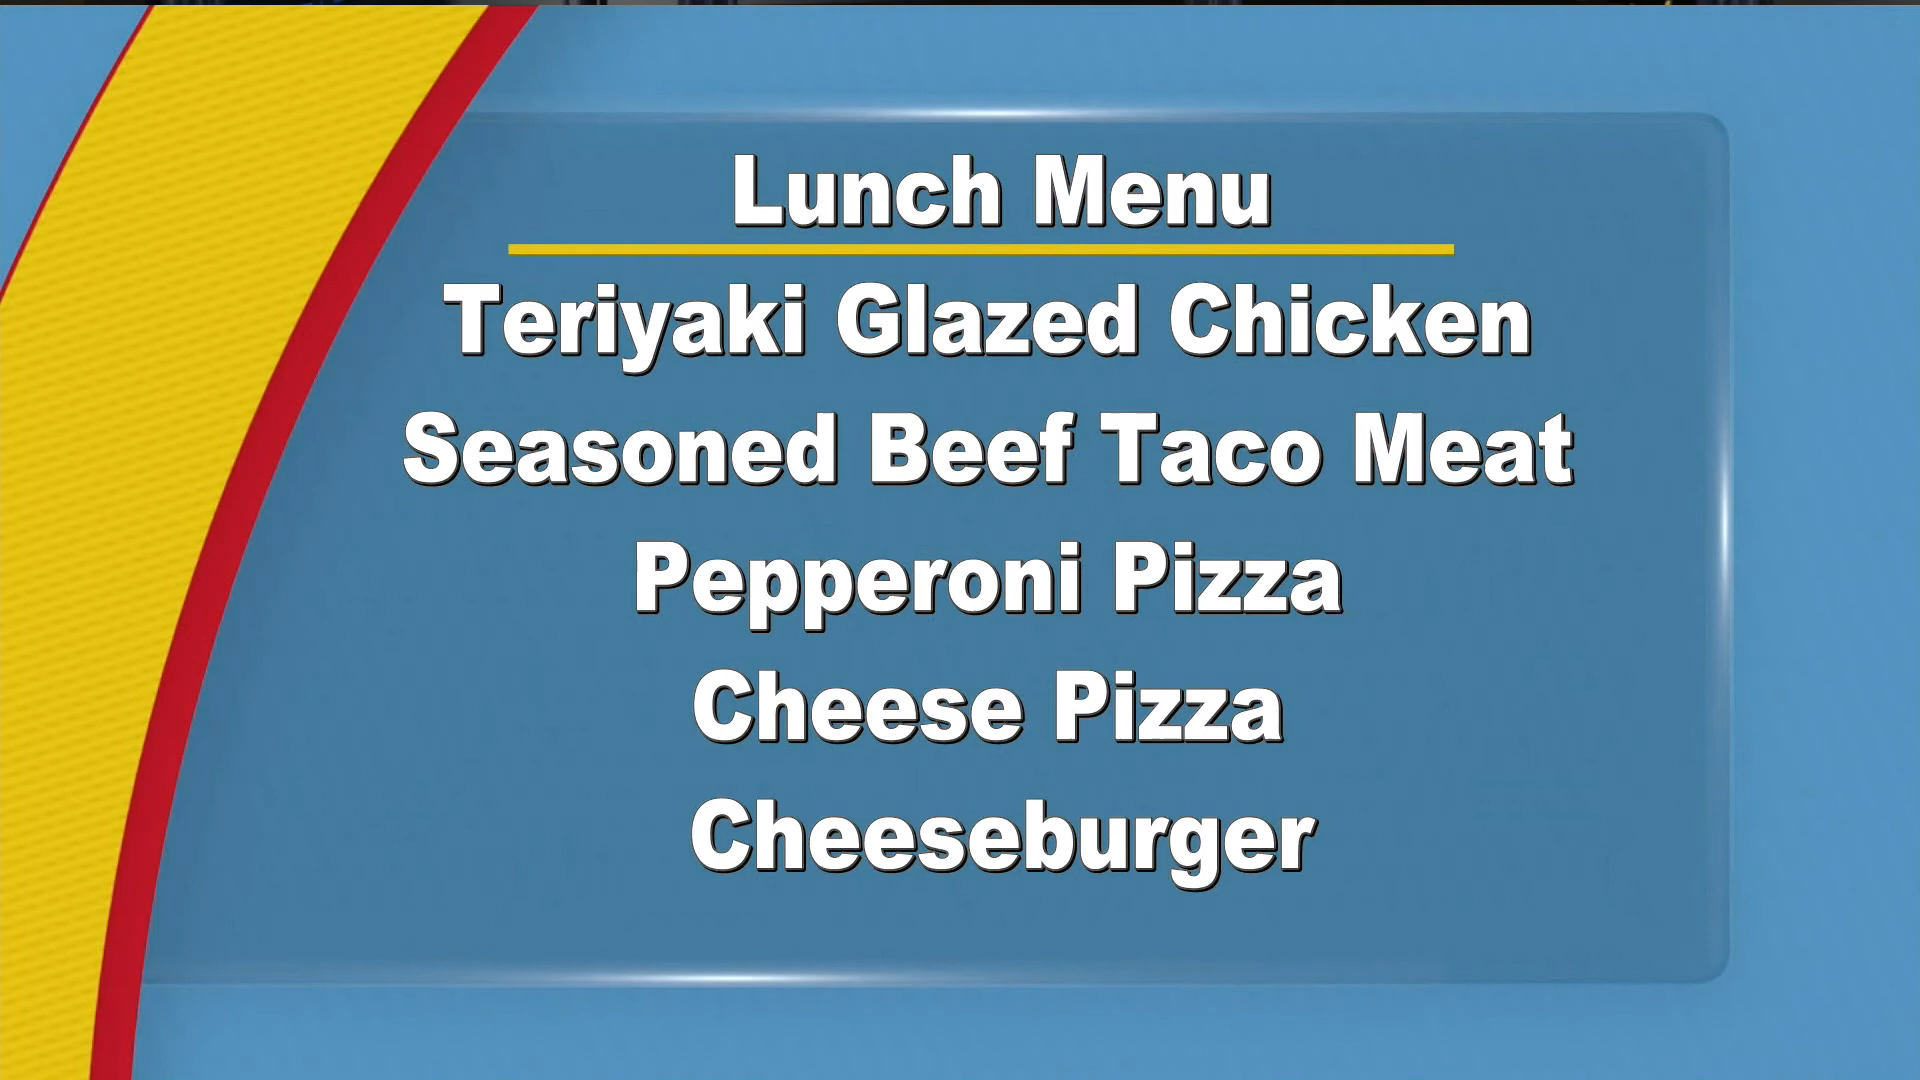 Lunch Menu
Teriyaki Glazed Chicken
Seasoned Beef Taco Meat
Pepperoni Pizza
Cheese Pizza
Cheeseburger